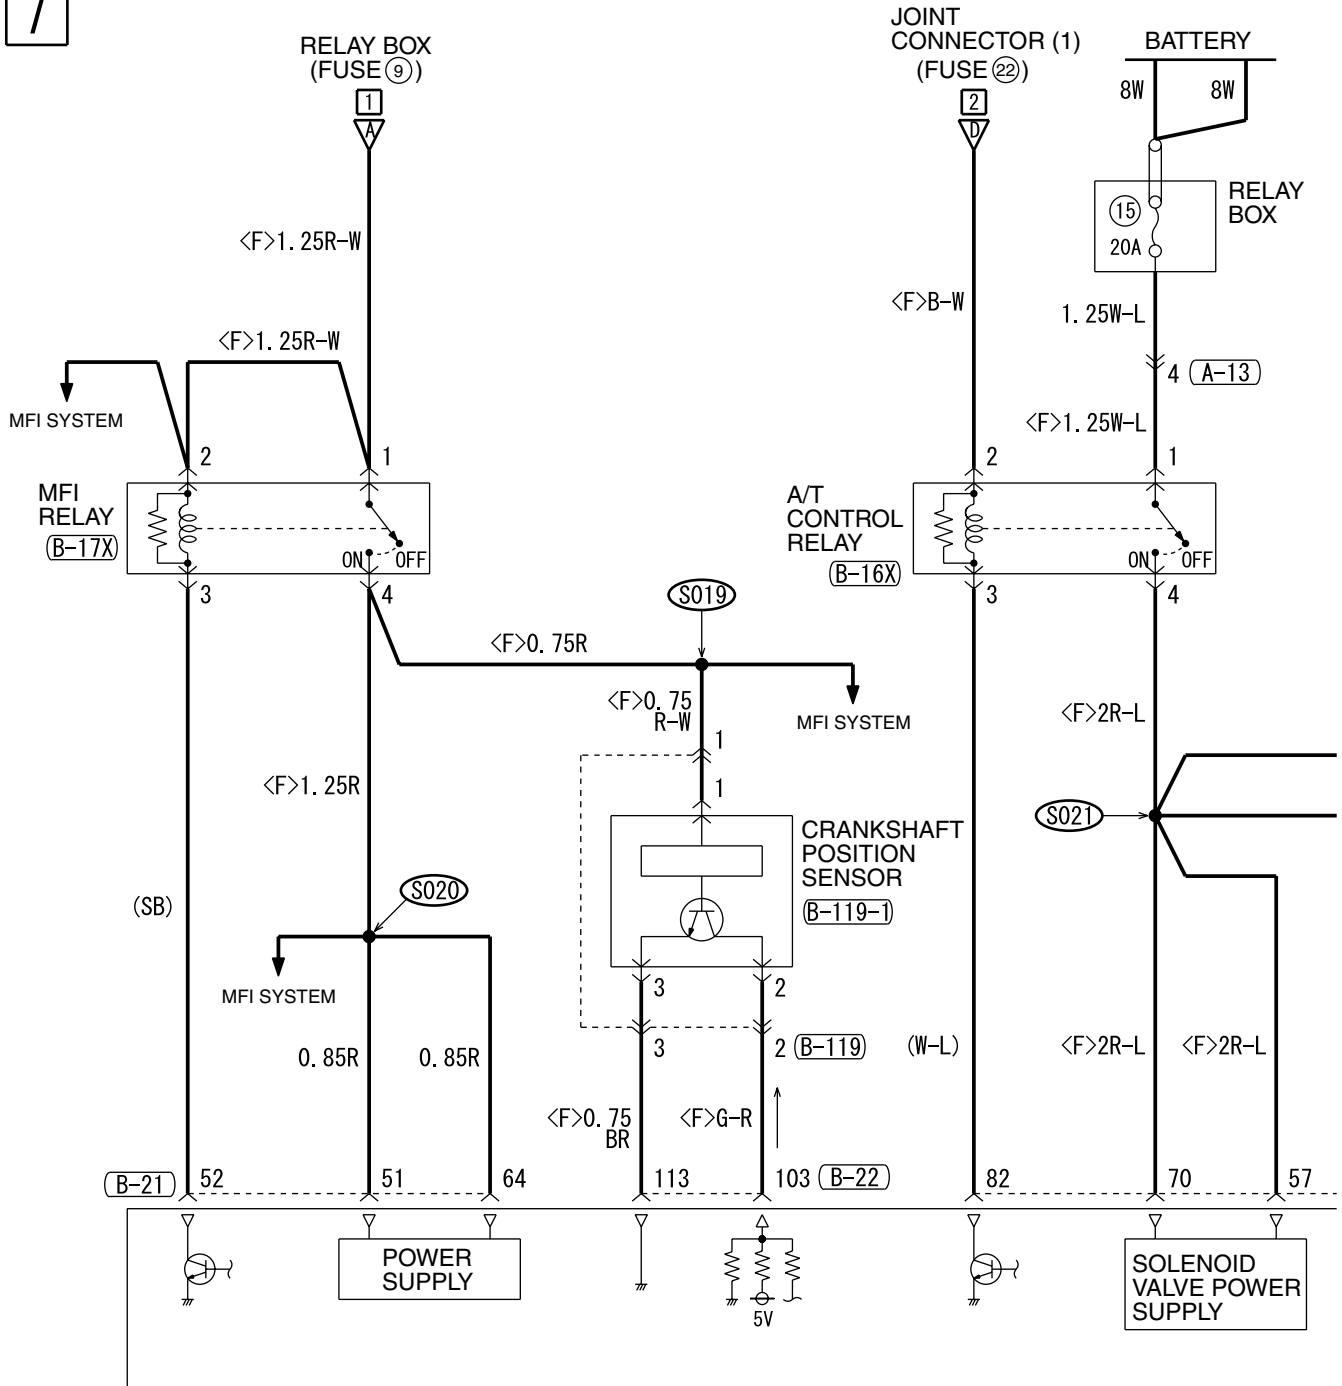 7
RELAY BOX
(FUSE 9)
1
A
JOINT
CONNECTOR (1)
(FUSE 22)
2
D
BATTERY
8W
8W
RELAY
BOX
15
20A
<F>1.25R-W
<F>B-W
1.25W-L
<F>1.25R-W
4 A-13
MFI SYSTEM
<F>1.25W-L
2
1
2
1
MFI
RELAY
B-17X
ON
OFF
A/T
CONTROL
RELAY
B-16X
ON
OFF
3
4
3
4
S019
<F>0.75R
<F>0.75
R-W
MFI SYSTEM
<F>2R-L
1
1
<F>1.25R
S021
CRANKSHAFT
POSITION
SENSOR
B-119-1
(SB)
S020
MFI SYSTEM
3
2
3
2 B-119
0.85R
0.85R
(W-L)
<F>2R-L
<F>2R-L
<F>0.75
BR
<F>G-R
B-21
52
51
64
113
103 B-22
82
70
57
POWER
SUPPLY
5V
SOLENOID
VALVE POWER
SUPPLY